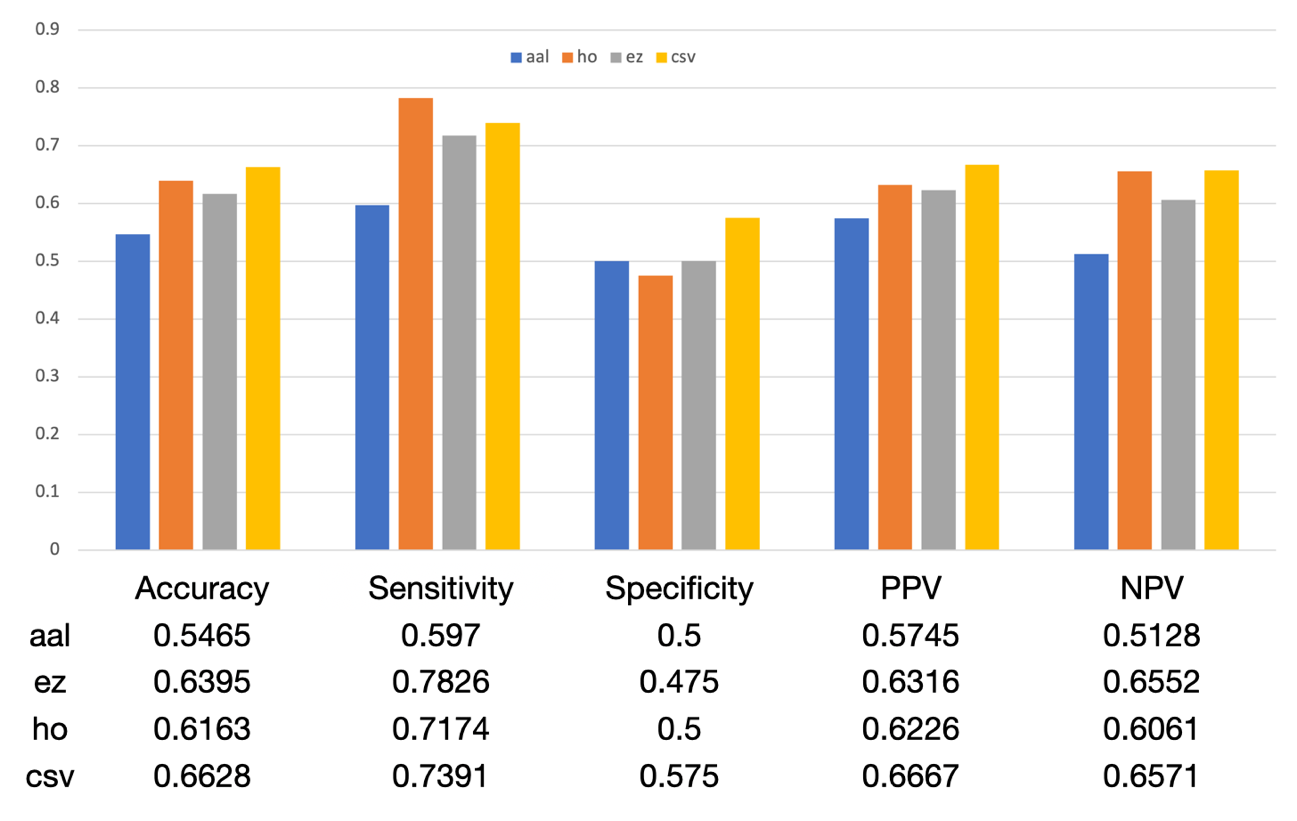 0.9
aal ho ez csv
0.8
0.7
0.6
0.5
0.4
0.3
0.2
0.1
0
Accuracy Sensitivity Specificity PPV NPV
aal 0.5465 0.597 0.5 0.5745 0.5128
ez 0.6395 0.7826 0.475 0.6316 0.6552
ho 0.6163 0.7174 0.5 0.6226 0.6061
csv 0.6628 0.7391 0.575 0.6667 0.6571